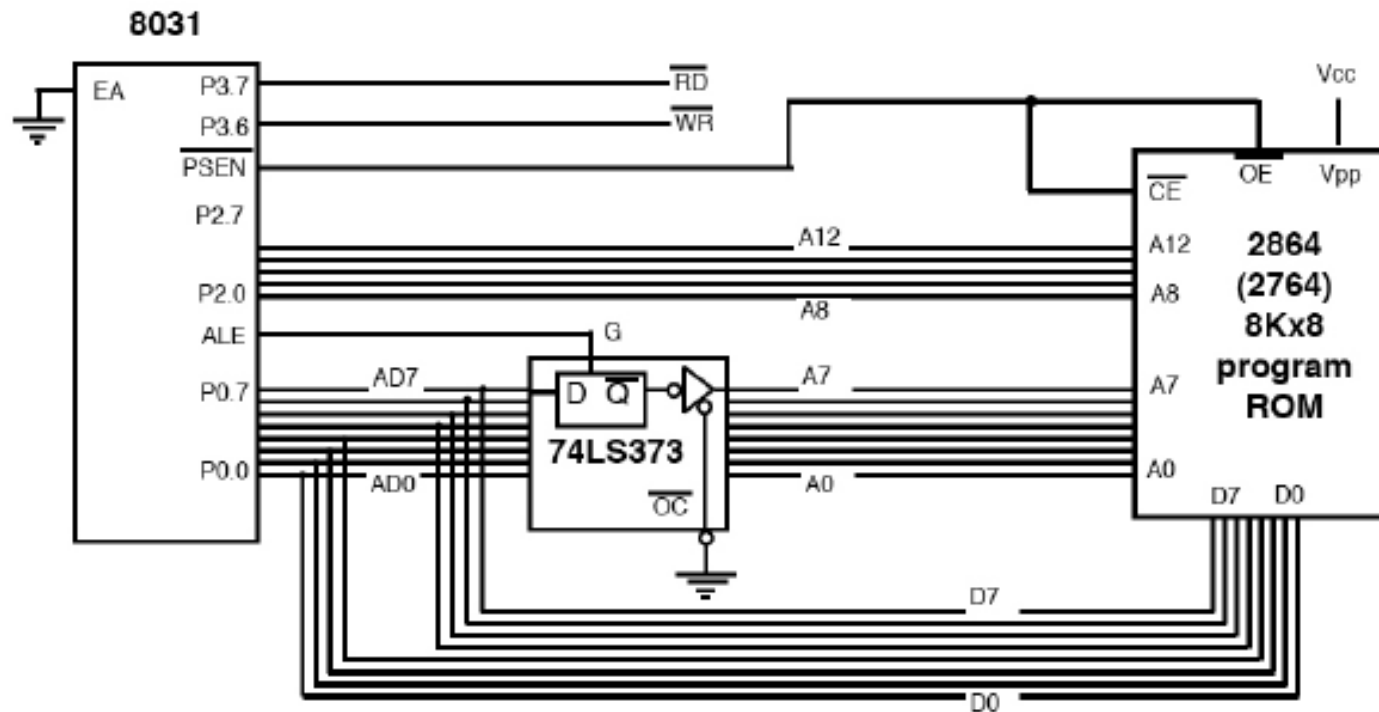 8031
EA
P3.7
P3.6
PSEN
P2.7
P2.0
ALE
P0.7
P0.0
RD
WR
A12
A8
G
AD7
AD0
D Q
74LS373
OC
A7
A0
Vcc
OE
Vpp
CE
A12
A8
A7
A0
2864
(2764)
8Kx8
program
ROM
D7 D0
D7
D0